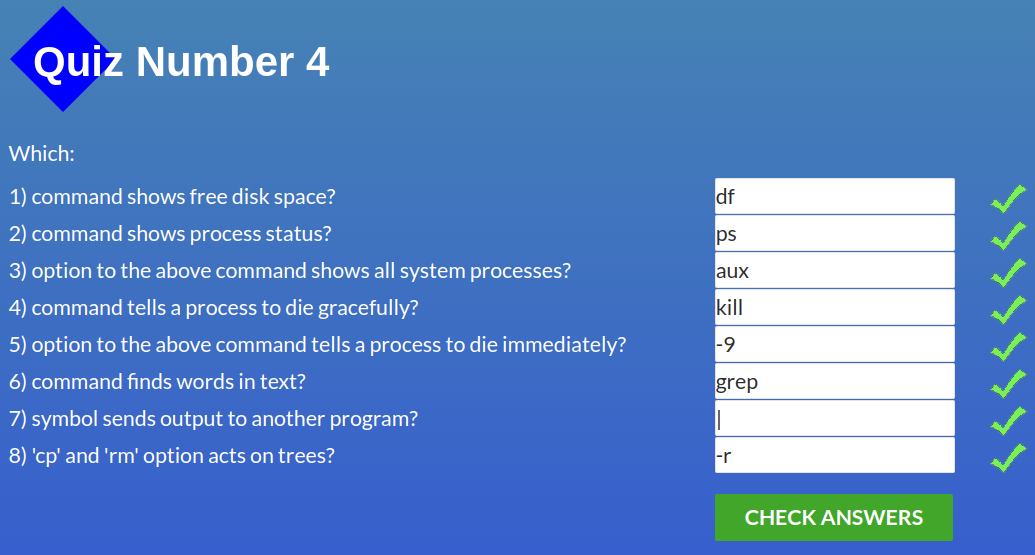 Quiz Number 4
Which:
1) command shows free disk space? df
2) command shows process status? ps
3) option to the above command shows all system processes? aux
4) command tells a process to die gracefully? kill
5) option to the above command tells a process to die immediately? -9
6) command finds words in text? grep
7) symbol sends output to another program? |
8) 'cp' and 'rm' option acts on trees? -r
CHECK ANSWERS